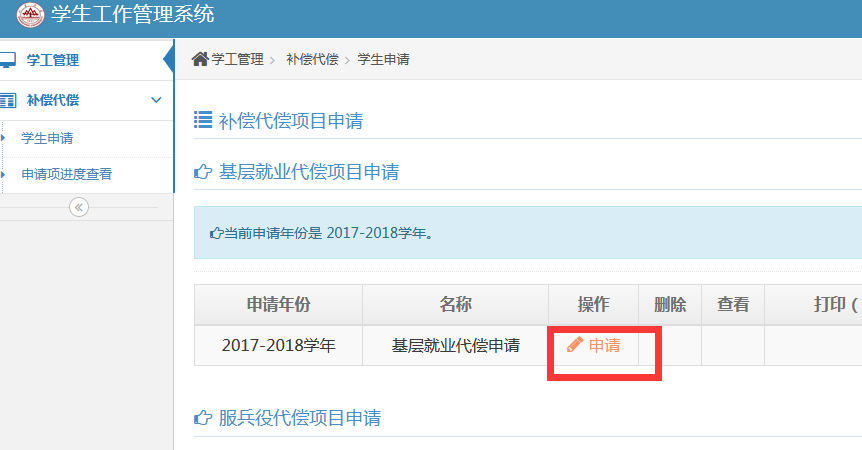 学生工作管理系统
学工管理
补偿代偿
学生申请
申请项进度查看
学工管理 > 补偿代偿 > 学生申请
补偿代偿项目申请
基层就业代偿项目申请
当前申请年份是 2017-2018学年。
申请年份 名称 操作 删除 查看 打印（
2017-2018学年 基层就业代偿申请 申请
服兵役代偿项目申请